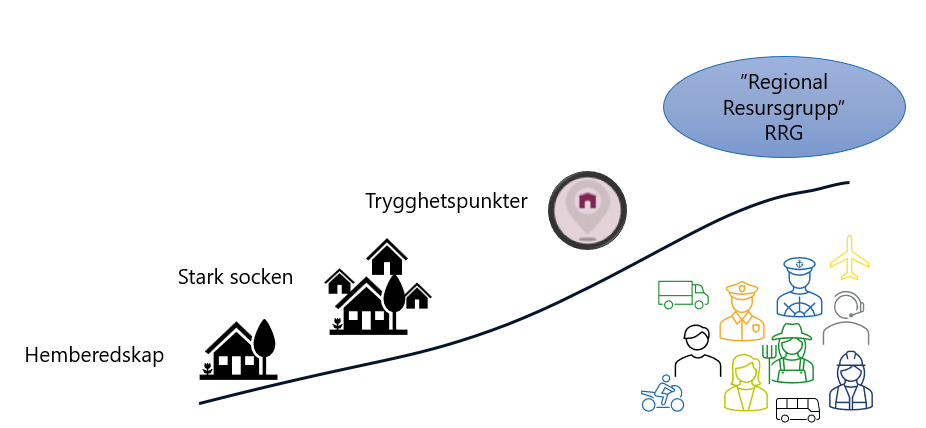 ”Regional
Resursgrupp”
RRG
Trygghetspunkter
Stark socken
Hemberedskap